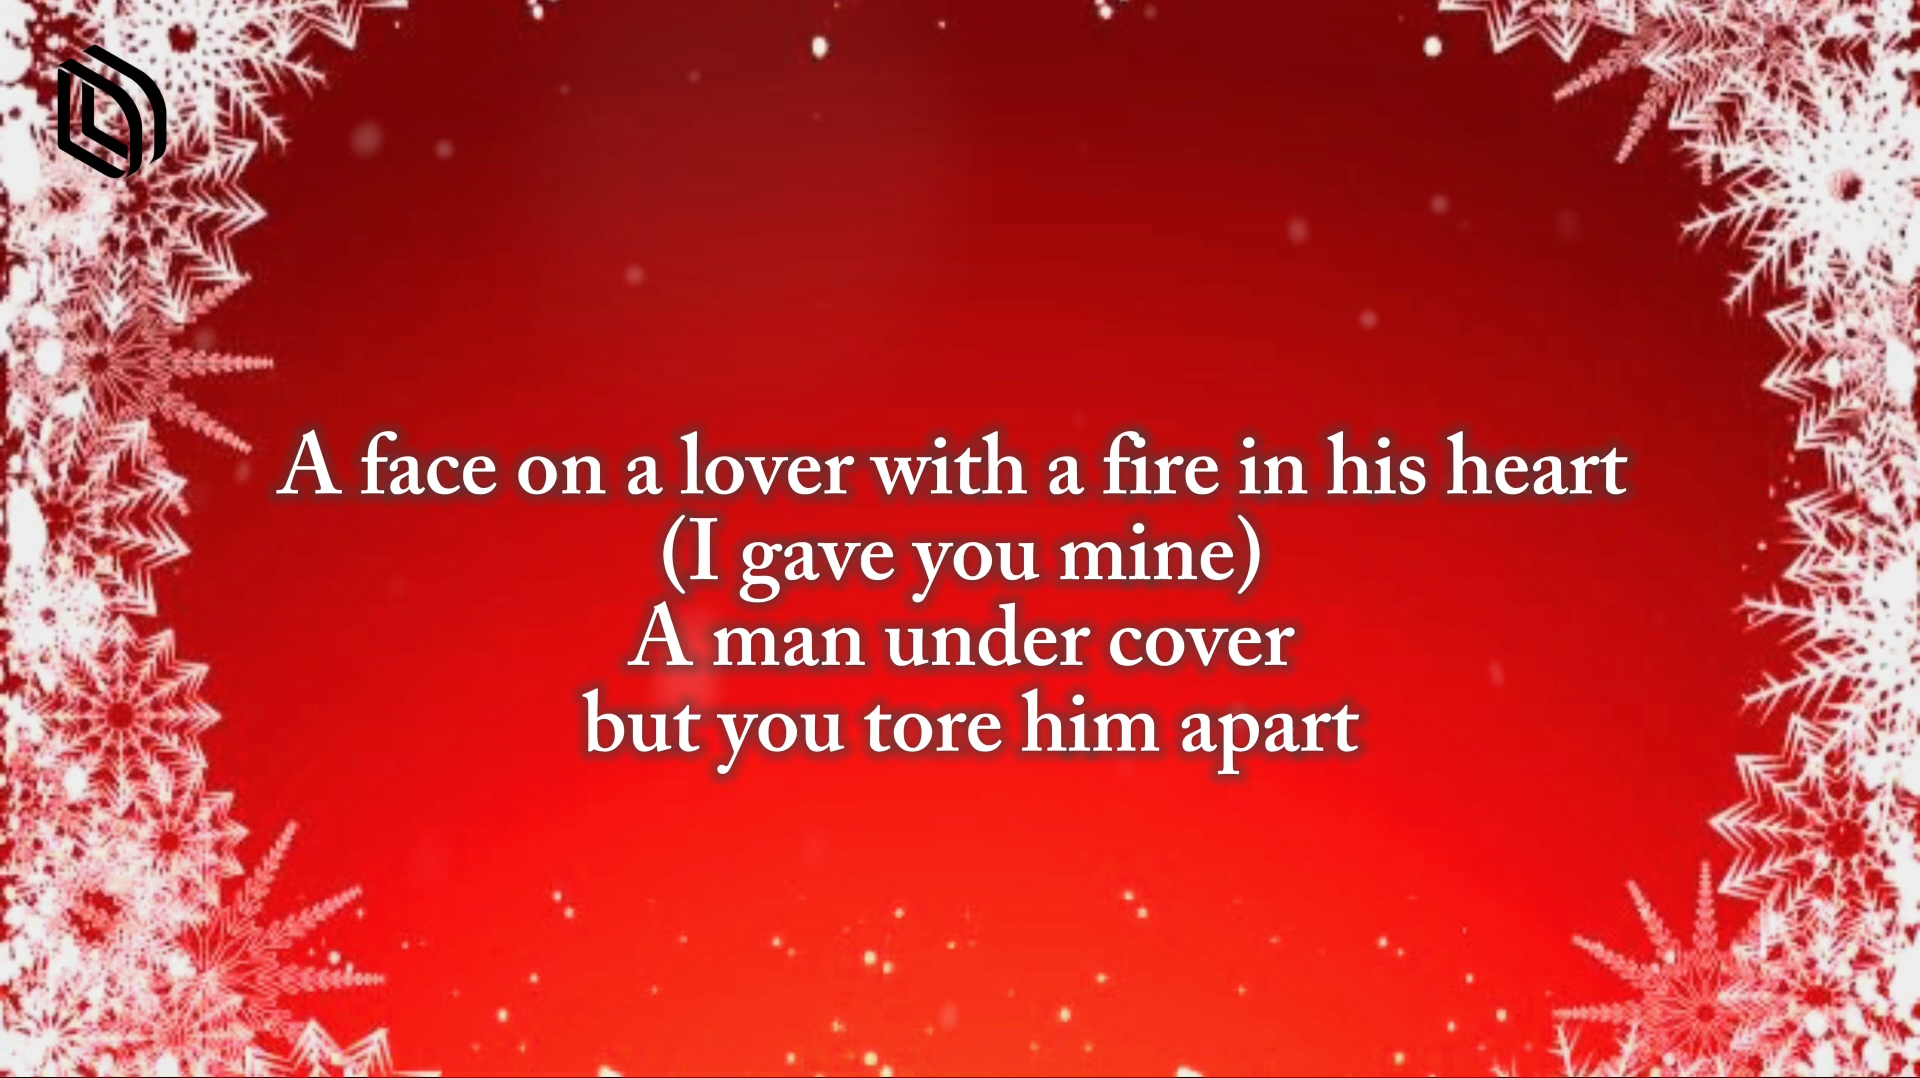 A face on a lover with a fire in his heart
(I gave you mine)
A man under cover
but you tore him apart